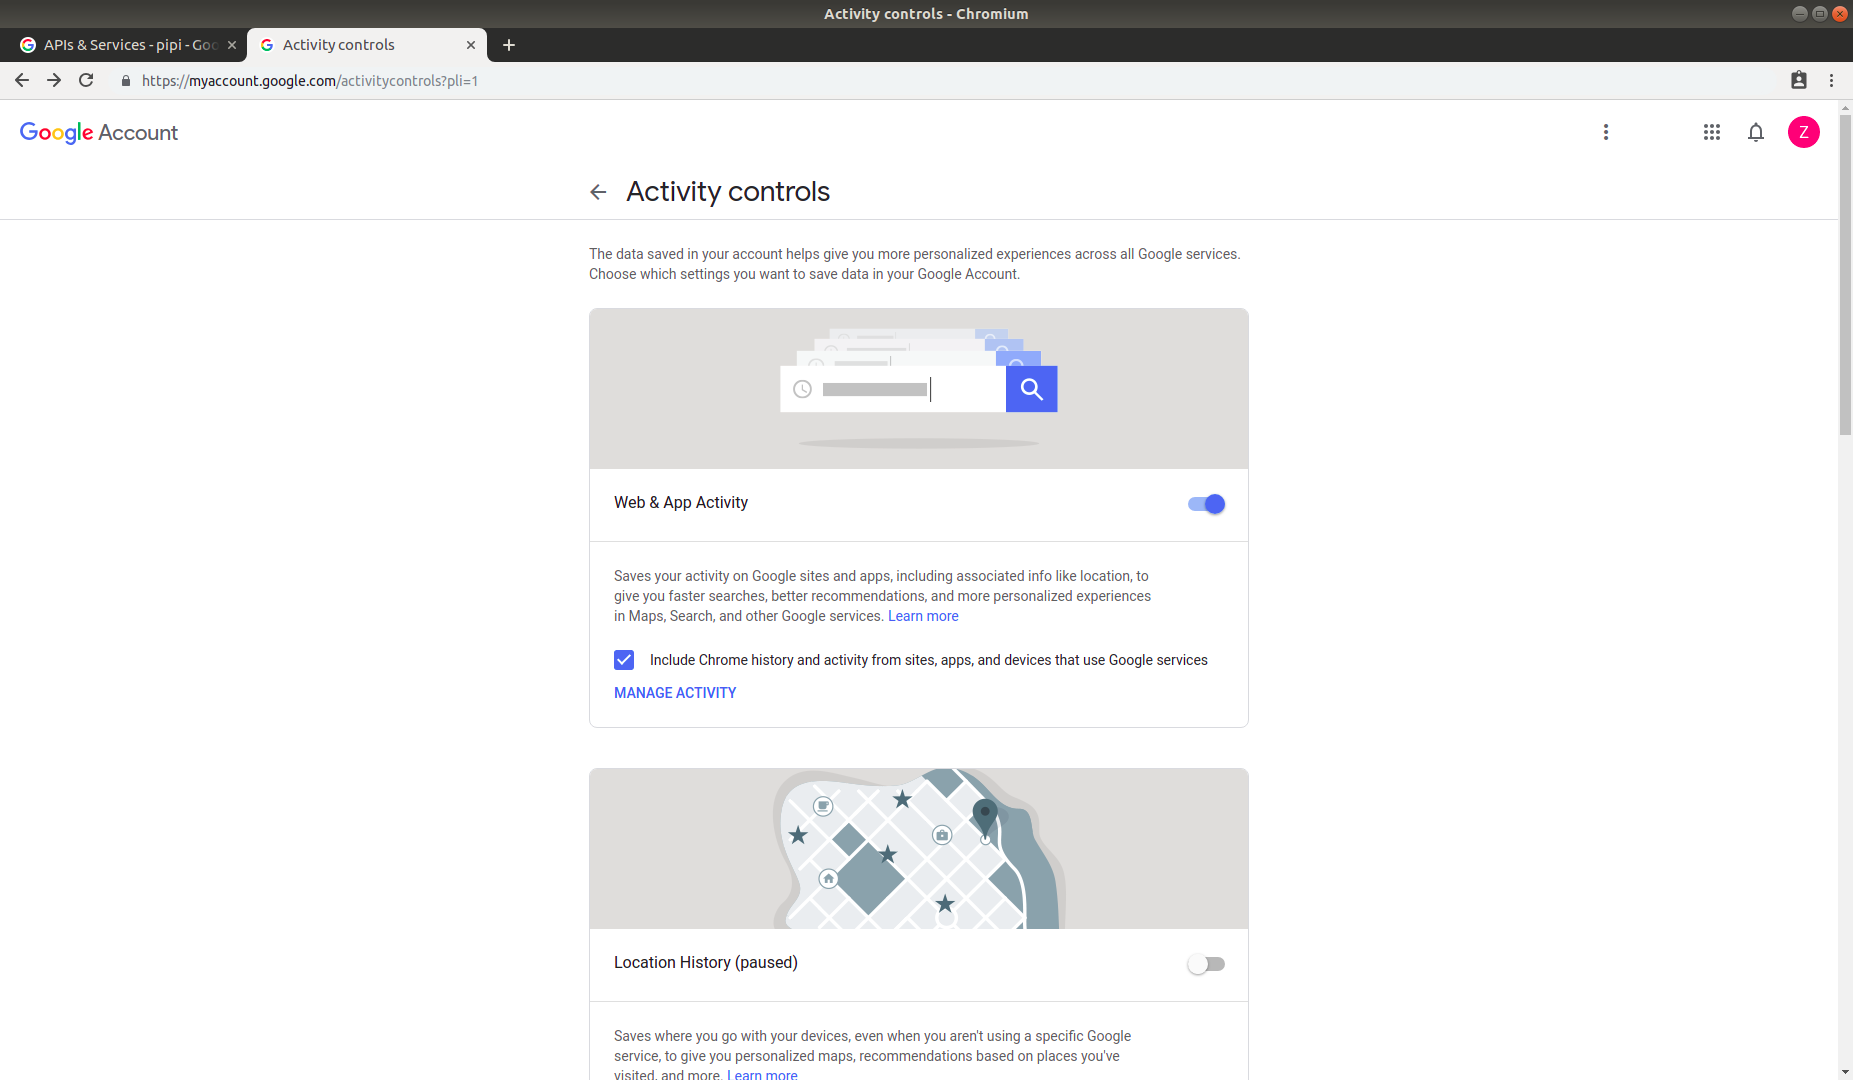 Activity controls - Chromium
APIs & Services - pipi - Goo
Activity controls
https://myaccount.google.com/activitycontrols?pli=1
Google Account
Z
Activity controls
The data saved in your account helps give you more personalized experiences across all Google services.
Choose which settings you want to save data in your Google Account.
Web & App Activity
Saves your activity on Google sites and apps, including associated info like location, to
give you faster searches, better recommendations, and more personalized experiences
in Maps, Search, and other Google services. Learn more
Include Chrome history and activity from sites, apps, and devices that use Google services
MANAGE ACTIVITY
Location History (paused)
Saves where you go with your devices, even when you aren't using a specific Google
service, to give you personalized maps, recommendations based on places you've
visited, and more. Learn more